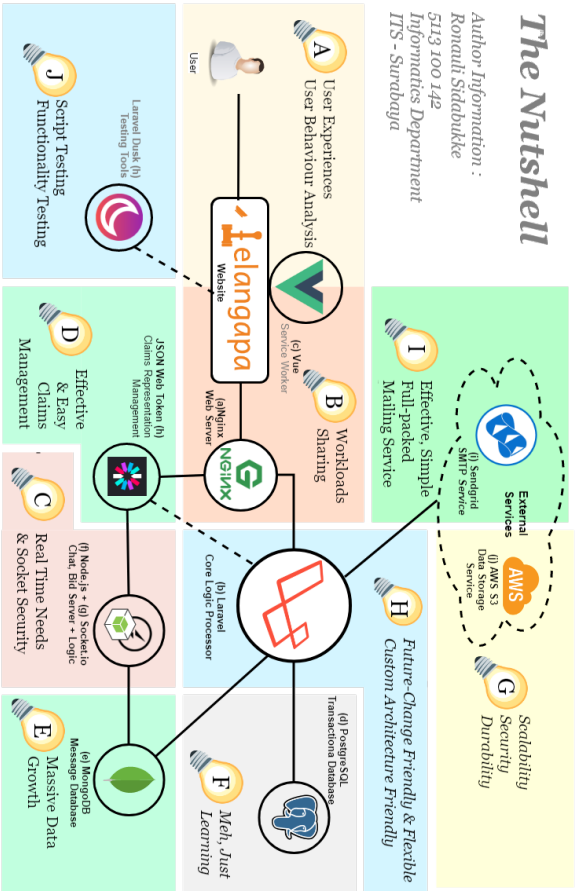 The Nutshell
Author Information :
Ronauli Sidabukke
5113 100 142
Informatics Department
ITS - Surabaya
A
User Experiences
User Behaviour Analysis
User
J
Script Testing
Functionality Testing
Laravel Dusk (h)
Testing Tools
elangapa
Website
(c) Vue
Service Worker
B
Workloads
Sharing
(a)Nginx
Web Server
NGiNX
I
Effective, Simple
Full-packed
Mailing Service
(i) Sendgrid
SMTP Service
External
Services
AWS
(j) AWS S3
Data Storage
Service
G
Scalability
Security
Durability
D
Effective
& Easy
Claims
Management
JSON Web Token (h)
Claims Representation
Management
C
Real Time Needs
& Socket Security
(f) Node.js + (g) Socket.io
Chat, Bid Server + Logic
(b) Laravel
Core Logic Processor
H
Future-Change Friendly & Flexible
Custom Architecture Friendly
(d) PostgreSQL
Transactiona Database
F
Meh, Just
Learning
(e) MongoDB
Message Database
E
Massive Data
Growth